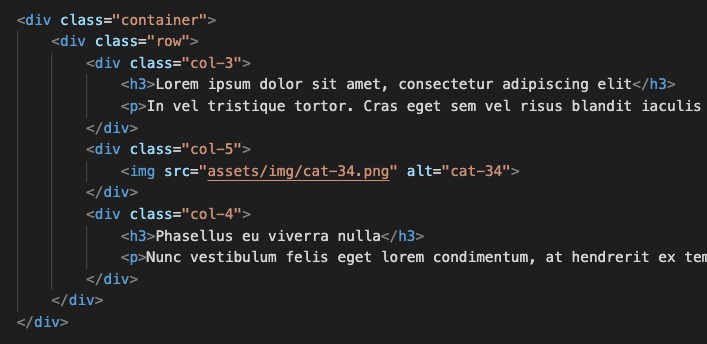 <div class="container">
<div class="row">
<div class="col-3">
<h3>Lorem ipsum dolor sit amet, consectetur adipiscing elit</h3>
<p>In vel tristique tortor. Cras eget sem vel risus blandit iaculis
</div>
<div class="col-5">
<img src="assets/img/cat-34.png" alt="cat-34">
</div>
<div class="col-4">
<h3>Phasellus eu viverra nulla</h3>
<p>Nunc vestibulum felis eget lorem condimentum, at hendrerit ex tem
</div>
</div>
</div>